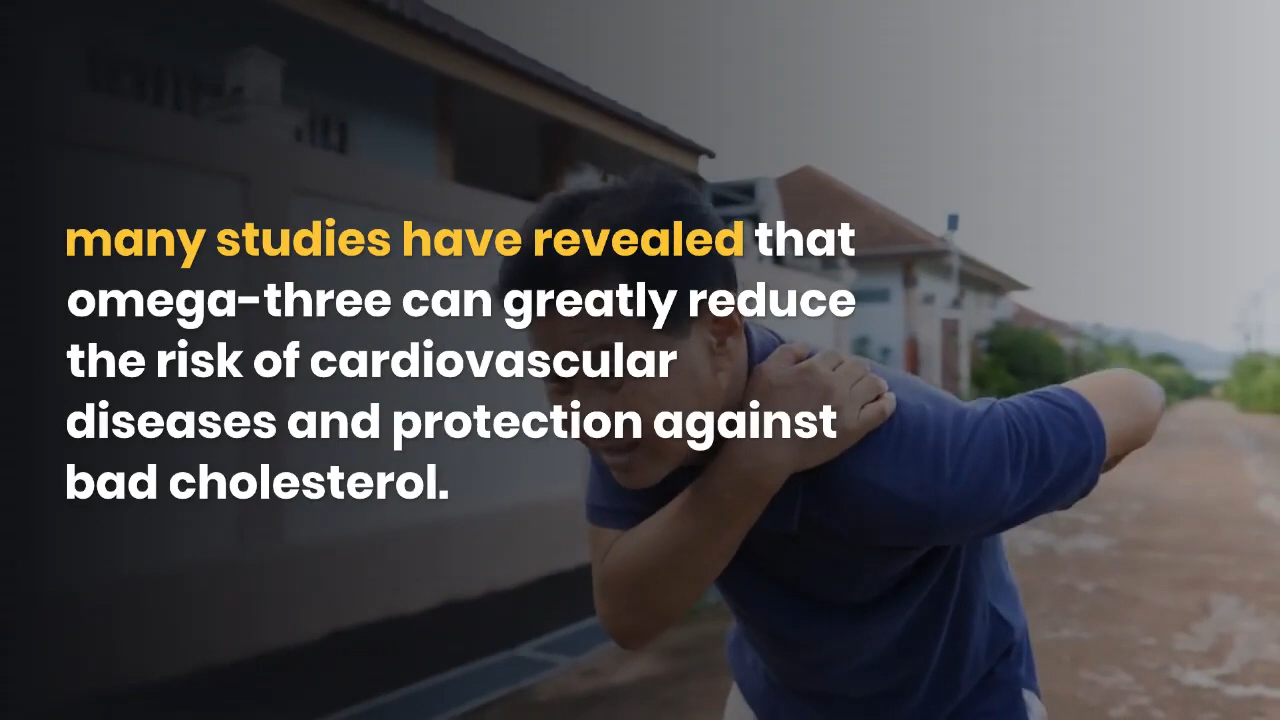 many studies have revealed that
omega-three can greatly reduce
the risk of cardiovascular
diseases and protection against
bad cholesterol.